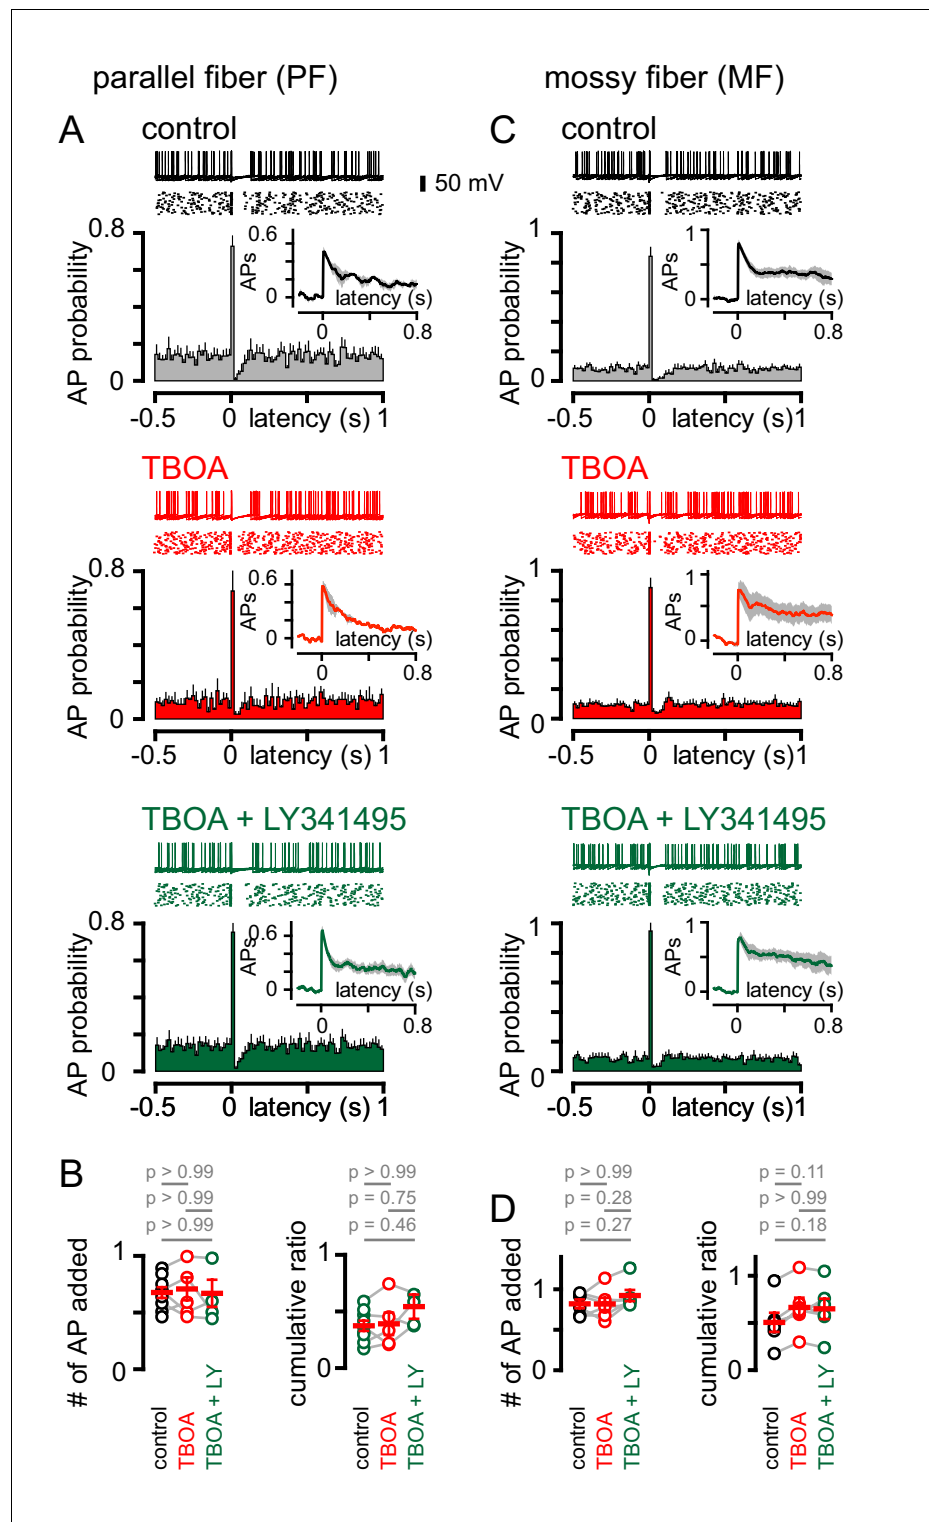 parallel fiber (PF)
mossy fiber (MF)
A
control
50 mV
AP probability
0.8
0
-0.5
0
latency (s)
1
APs
0.6
0
latency (s)
0
0.8
TBOA
AP probability
0.8
0
-0.5
0
latency (s)
1
APs
0.6
0
latency (s)
0
0.8
TBOA + LY341495
AP probability
0.8
0
-0.5
0
latency (s)
1
APs
0.6
0
latency (s)
0
0.8
C
control
AP probability
1
0
-0.5
0
latency (s)
1
APs
1
0
latency (s)
0
0.8
TBOA
AP probability
1
0
-0.5
0
latency (s)
1
APs
1
0
latency (s)
0
0.8
TBOA + LY341495
AP probability
1
0
-0.5
0
latency (s)
1
APs
1
0
latency (s)
0
0.8
B
p > 0.99
p > 0.99
p > 0.99
# of AP added
1
0
control
TBOA
TBOA + LY
p > 0.99
p = 0.75
p = 0.46
cumulative ratio
1
0
control
TBOA
TBOA + LY
D
p > 0.99
p = 0.28
p = 0.27
# of AP added
1
0
control
TBOA
TBOA + LY
p = 0.11
p > 0.99
p = 0.18
cumulative ratio
1
0
control
TBOA
TBOA + LY